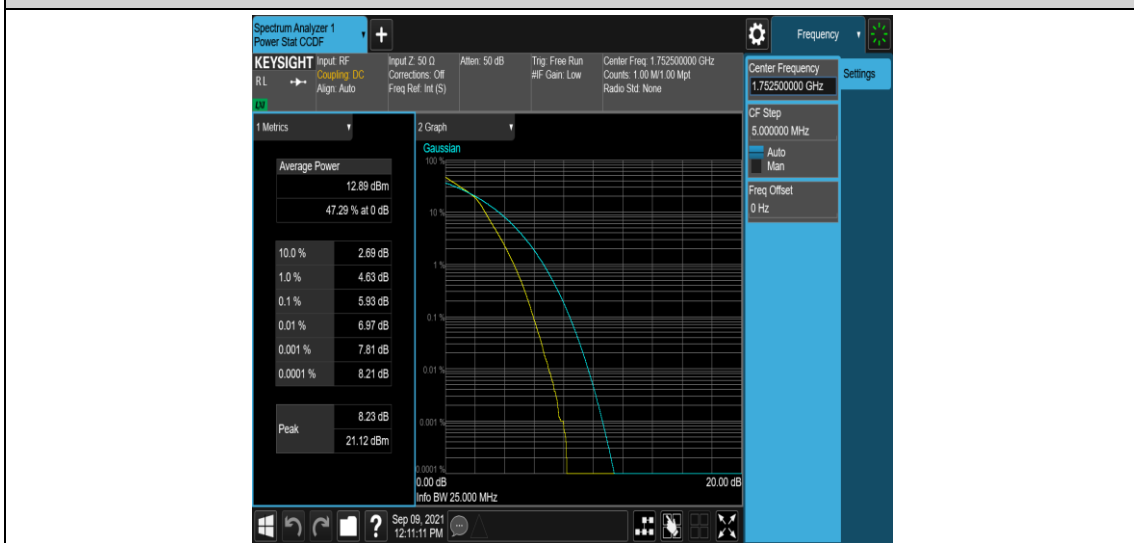 Spectrum Analyzer 1
Power Stat CCDF
+
Frequency
KEYSIGHT
RL
Input: RF
Coupling: DC
Align: Auto
Input Z: 50 Ω
Corrections: Off
Freq Ref: Int (S)
Atten: 50 dB
Trig: Free Run
#IF Gain: Low
Center Freq: 1.752500000 GHz
Counts: 1.00 M/1.00 Mpt
Radio Std: None
Center Frequency
1.752500000 GHz
Settings
CF Step
5.000000 MHz
Auto
Man
Freq Offset
0 Hz
1 Metrics
Average Power
12.89 dBm
47.29 % at 0 dB
10.0 % 2.69 dB
1.0 % 4.63 dB
0.1 % 5.93 dB
0.01 % 6.97 dB
0.001 % 7.81 dB
0.0001 % 8.21 dB
Peak
8.23 dB
21.12 dBm
2 Graph
Gaussian
100 %
10 %
1 %
0.1 %
0.01 %
0.001 %
0.0001 %
0.00 dB 20.00 dB
Info BW 25.000 MHz
?
Sep 09, 2021
12:11:11 PM